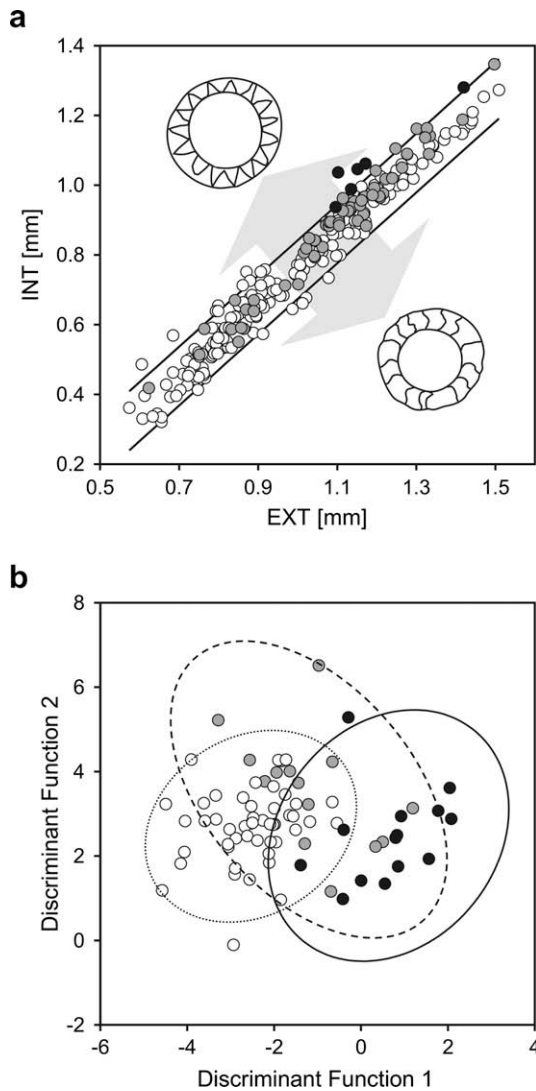 a
1.4
1.2
1.0
0.8
0.6
0.4
0.2
INT [mm]
0.5 0.7 0.9 1.1 1.3 1.5
EXT [mm]
b
8
6
4
2
0
-2
Discriminant Function 2
-6 -4 -2 0 2 4
Discriminant Function 1